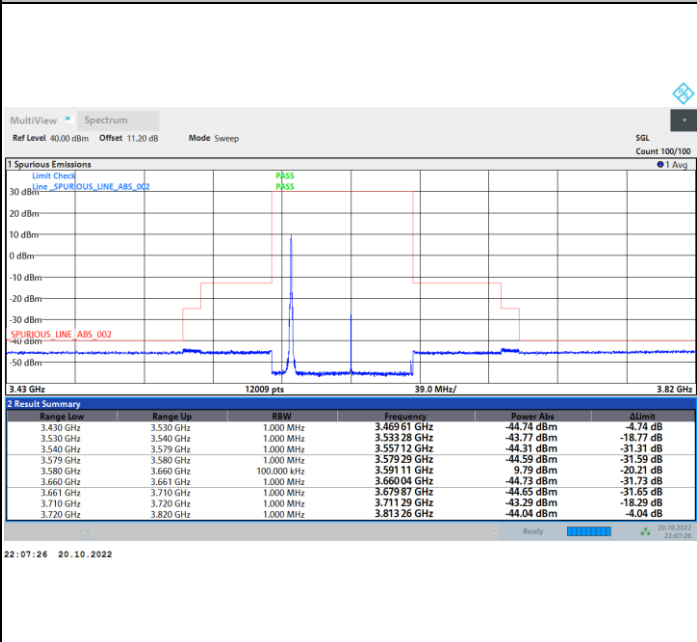 MultiView Spectrum
Ref Level 40.00 dBm Offset 11.20 dB Mode Sweep SGL
Count 100/100
1 Spurious Emissions 1 Avg
Limit Check PASS
Line _SPURIOUS_LINE_ABS_002 PASS
30 dBm
20 dBm
10 dBm
0 dBm
-10 dBm
-20 dBm
-30 dBm
_SPURIOUS_LINE_ABS_002
-40 dBm
-50 dBm
3.43 GHz 12009 pts 39.0 MHz/ 3.82 GHz
2 Result Summary
Range Low Range Up RBW Frequency Power Abs ΔLimit
3.430 GHz 3.530 GHz 1.000 MHz 3.469 61 GHz -44.74 dBm -4.74 dB
3.530 GHz 3.540 GHz 1.000 MHz 3.533 28 GHz -43.77 dBm -18.77 dB
3.540 GHz 3.579 GHz 1.000 MHz 3.557 12 GHz -44.31 dBm -31.31 dB
3.579 GHz 3.580 GHz 1.000 MHz 3.579 29 GHz -44.59 dBm -31.59 dB
3.580 GHz 3.660 GHz 100.000 kHz 3.591 11 GHz 9.79 dBm -20.21 dB
3.660 GHz 3.661 GHz 1.000 MHz 3.660 04 GHz -44.73 dBm -31.73 dB
3.661 GHz 3.710 GHz 1.000 MHz 3.679 87 GHz -44.65 dBm -31.65 dB
3.710 GHz 3.720 GHz 1.000 MHz 3.711 29 GHz -43.29 dBm -18.29 dB
3.720 GHz 3.820 GHz 1.000 MHz 3.813 26 GHz -44.04 dBm -4.04 dB
Ready 20.10.2022
22:07:26
22:07:26 20.10.2022